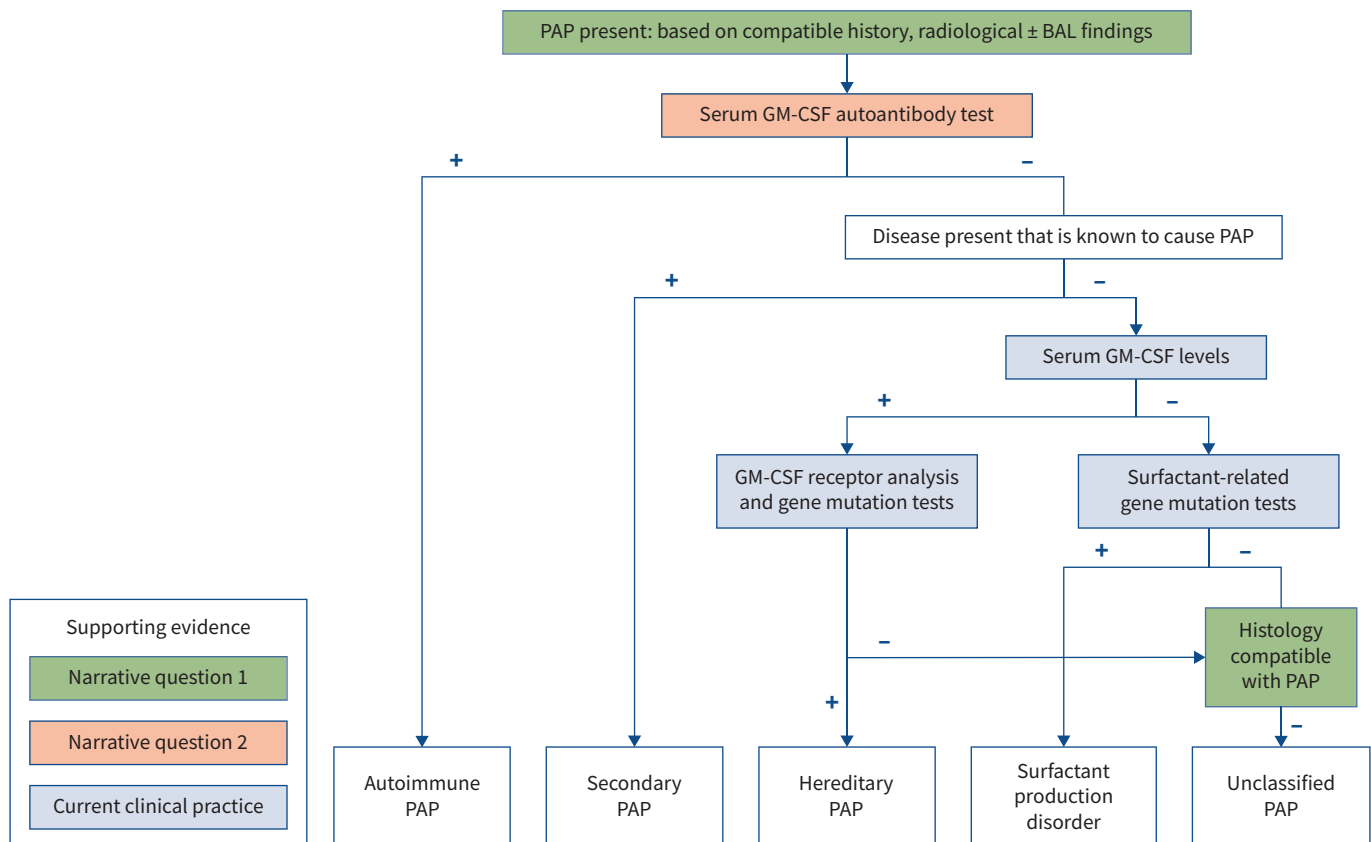 PAP present: based on compatible history, radiological ± BAL findings
Serum GM-CSF autoantibody test
+
–
Disease present that is known to cause PAP
+
–
Serum GM-CSF levels
+
–
GM-CSF receptor analysis
and gene mutation tests
Surfactant-related
gene mutation tests
+
–
Histology
compatible
with PAP
–
+
–
Autoimmune
PAP
Secondary
PAP
Hereditary
PAP
Surfactant
production
disorder
Unclassified
PAP
Supporting evidence
Narrative question 1
Narrative question 2
Current clinical practice